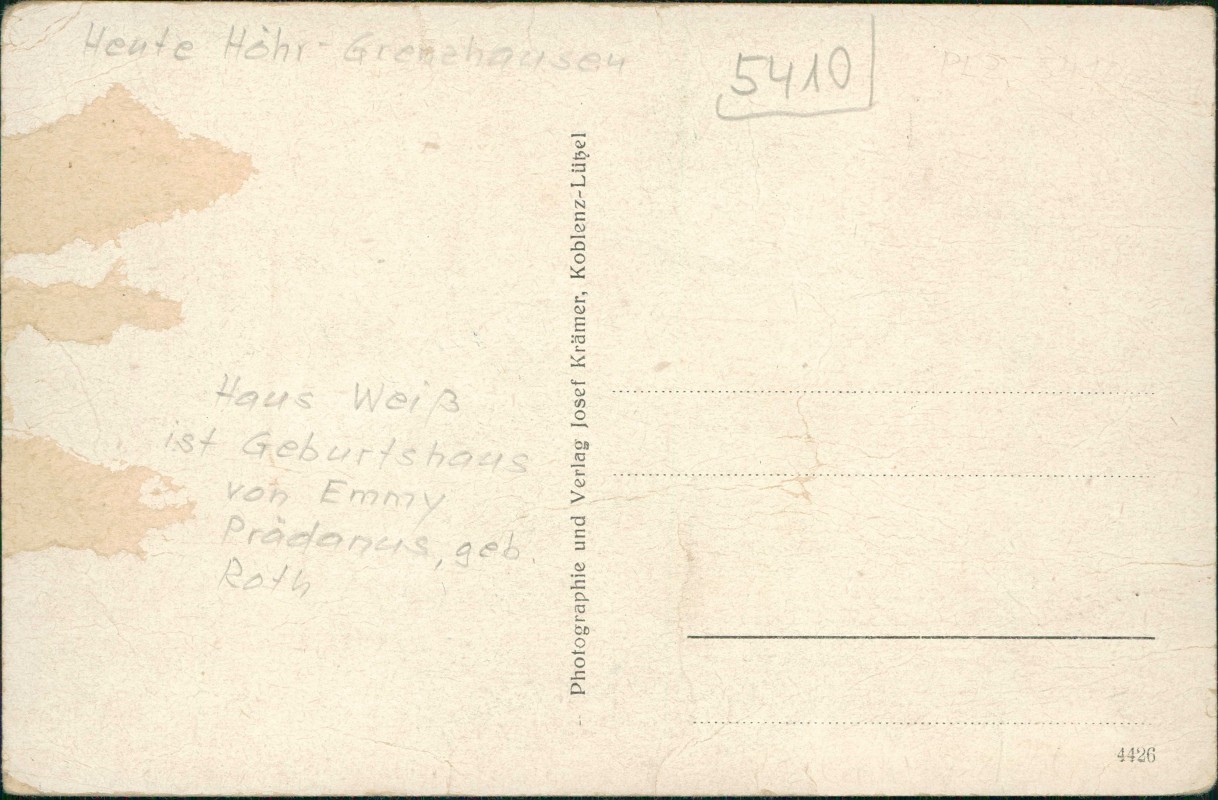 Heute Höhr-Grenzhausen
5410
Haus Weiß
ist Geburtshaus
von Emmy
Prädanus, geb.
Roth
Photographie und Verlag Josef Krämer, Koblenz-Lützel
4426